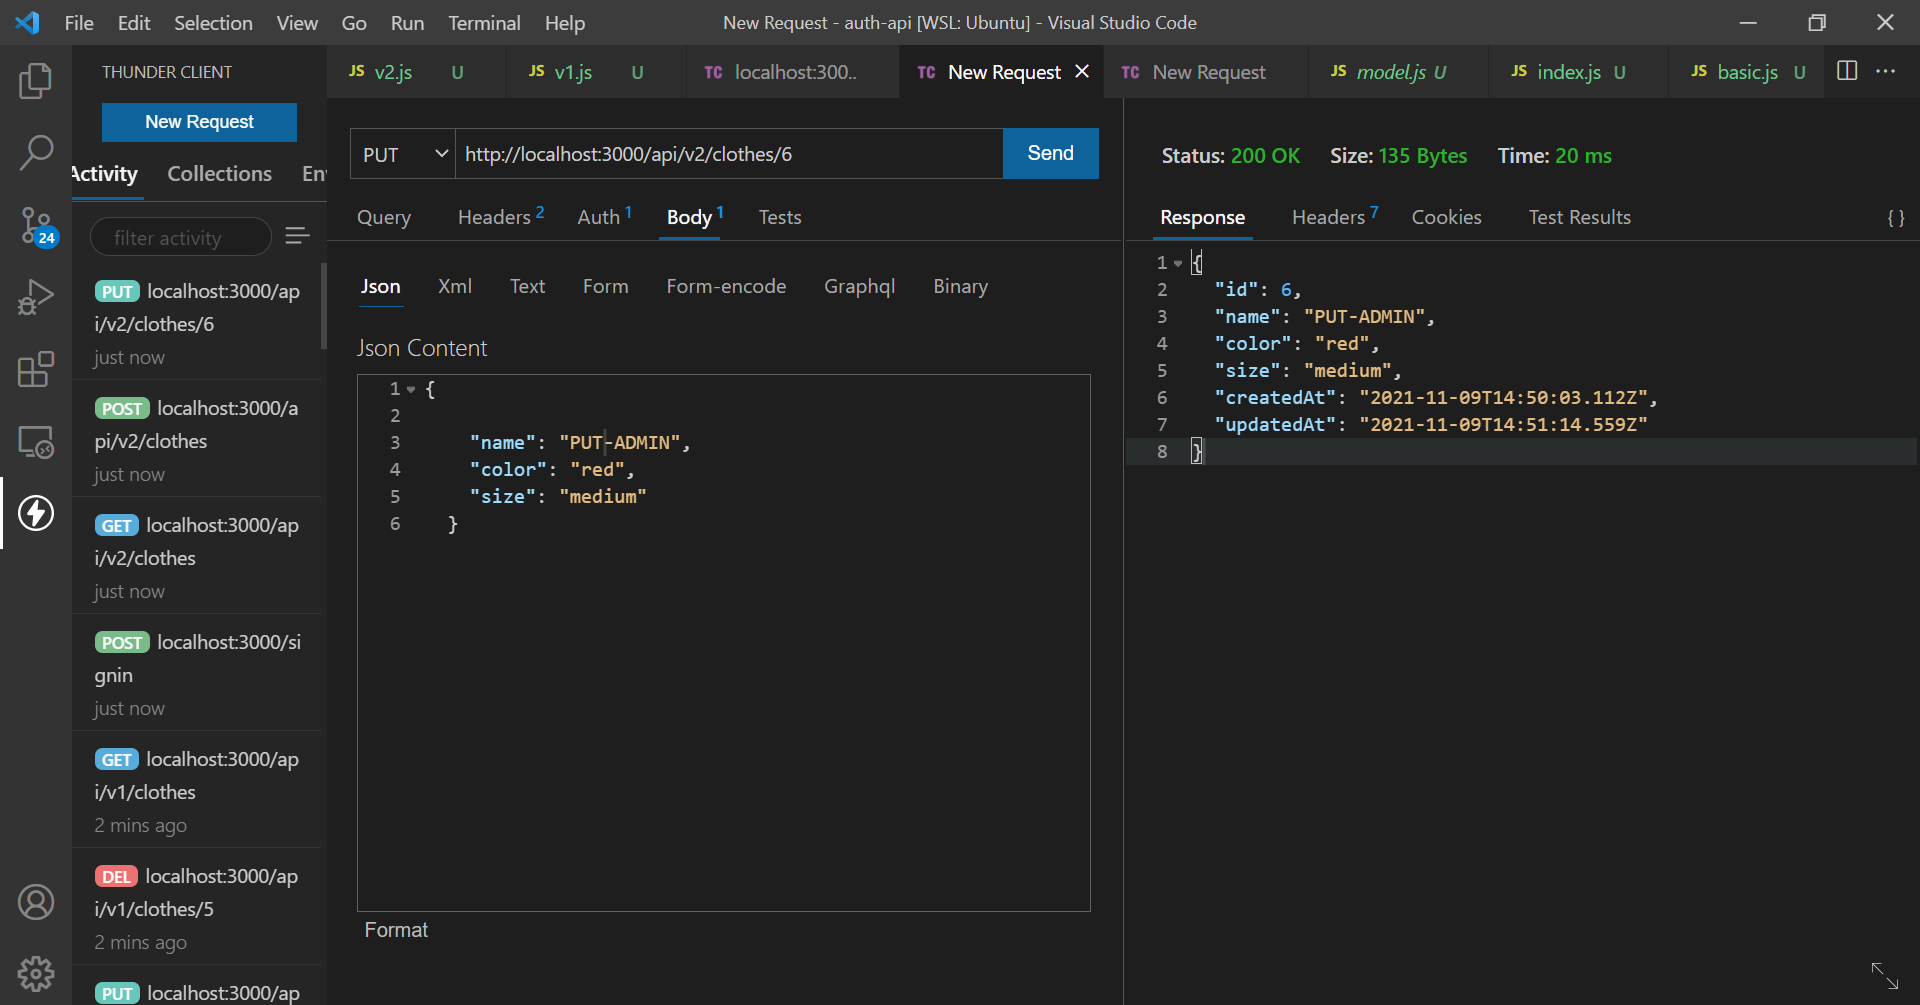 File Edit Selection View Go Run Terminal Help New Request - auth-api [WSL: Ubuntu] - Visual Studio Code
THUNDER CLIENT
New Request
Activity Collections En
filter activity
PUT localhost:3000/ap
i/v2/clothes/6
just now
POST localhost:3000/a
pi/v2/clothes
just now
GET localhost:3000/ap
i/v2/clothes
just now
POST localhost:3000/si
gnin
just now
GET localhost:3000/ap
i/v1/clothes
2 mins ago
DEL localhost:3000/ap
i/v1/clothes/5
2 mins ago
PUT localhost:3000/ap
24
JS v2.js U JS v1.js U TC localhost:300.. TC New Request TC New Request JS model.js U JS index.js U JS basic.js U
PUT http://localhost:3000/api/v2/clothes/6 Send
Query Headers 2 Auth 1 Body 1 Tests
Json Xml Text Form Form-encode Graphql Binary
Json Content
1 {
2
3 "name": "PUT-ADMIN",
4 "color": "red",
5 "size": "medium"
6 }
Format
Status: 200 OK Size: 135 Bytes Time: 20 ms
Response Headers 7 Cookies Test Results { }
1 {
2 "id": 6,
3 "name": "PUT-ADMIN",
4 "color": "red",
5 "size": "medium",
6 "createdAt": "2021-11-09T14:50:03.112Z",
7 "updatedAt": "2021-11-09T14:51:14.559Z"
8 }